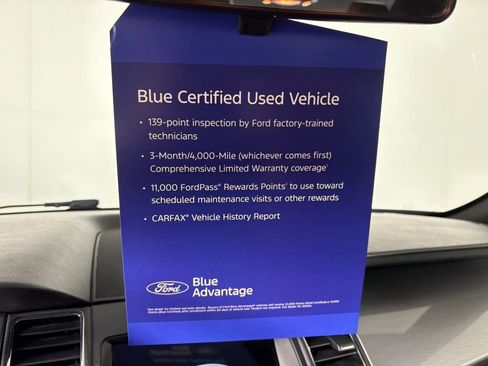 Blue Certified Used Vehicle
• 139-point inspection by Ford factory-trained
technicians
• 3-Month/4,000-Mile (whichever comes first)
Comprehensive Limited Warranty coverage¹
• 11,000 FordPass® Rewards Points† to use toward
scheduled maintenance visits or other rewards
• CARFAX® Vehicle History Report
Ford
Blue
Advantage